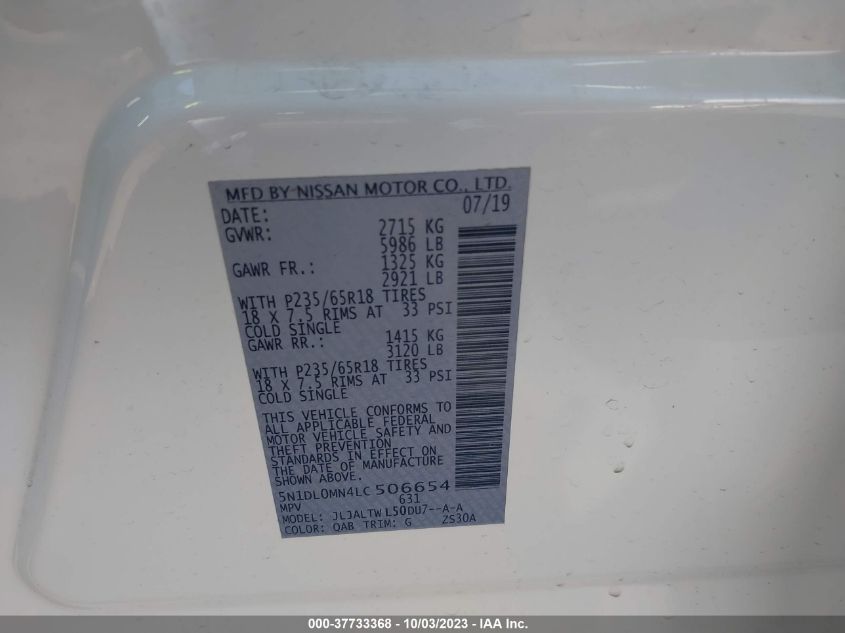 MFD BY NISSAN MOTOR CO., LTD.
DATE: 07/19
GVWR: 2715 KG
5986 LB
GAWR FR.: 1325 KG
2921 LB
WITH P235/65R18 TIRES
18 X 7.5 RIMS AT 33 PSI
COLD SINGLE
GAWR RR.: 1415 KG
3120 LB
WITH P235/65R18 TIRES
18 X 7.5 RIMS AT 33 PSI
COLD SINGLE
THIS VEHICLE CONFORMS TO
ALL APPLICABLE FEDERAL
MOTOR VEHICLE SAFETY AND
THEFT PREVENTION
STANDARDS IN EFFECT ON
THE DATE OF MANUFACTURE
SHOWN ABOVE.
5N1DL0MN4LC506654
MPV 631
MODEL: JLJALTWL50DU7--A-A
COLOR: QAB TRIM: G ZS30A
000-37733368 - 10/03/2023 - IAA Inc.